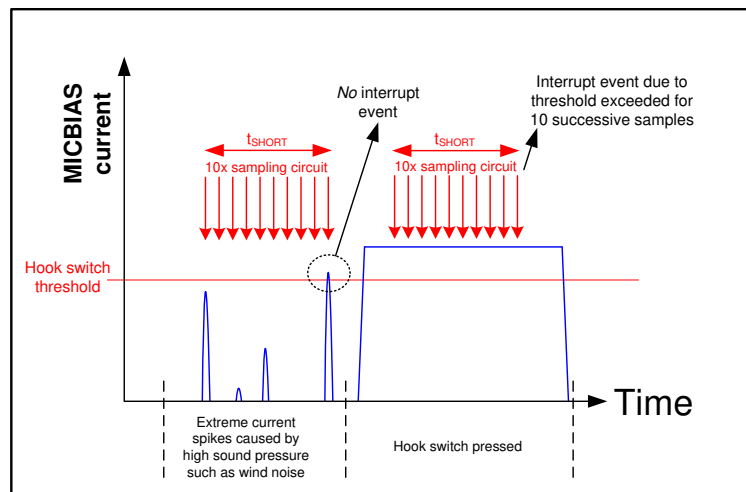 MICBIAS
current
No interrupt
event
Interrupt event due to
threshold exceeded for
10 successive samples
tSHORT
10x sampling circuit
tSHORT
10x sampling circuit
Hook switch
threshold
Time
Extreme current
spikes caused by
high sound pressure
such as wind noise
Hook switch pressed